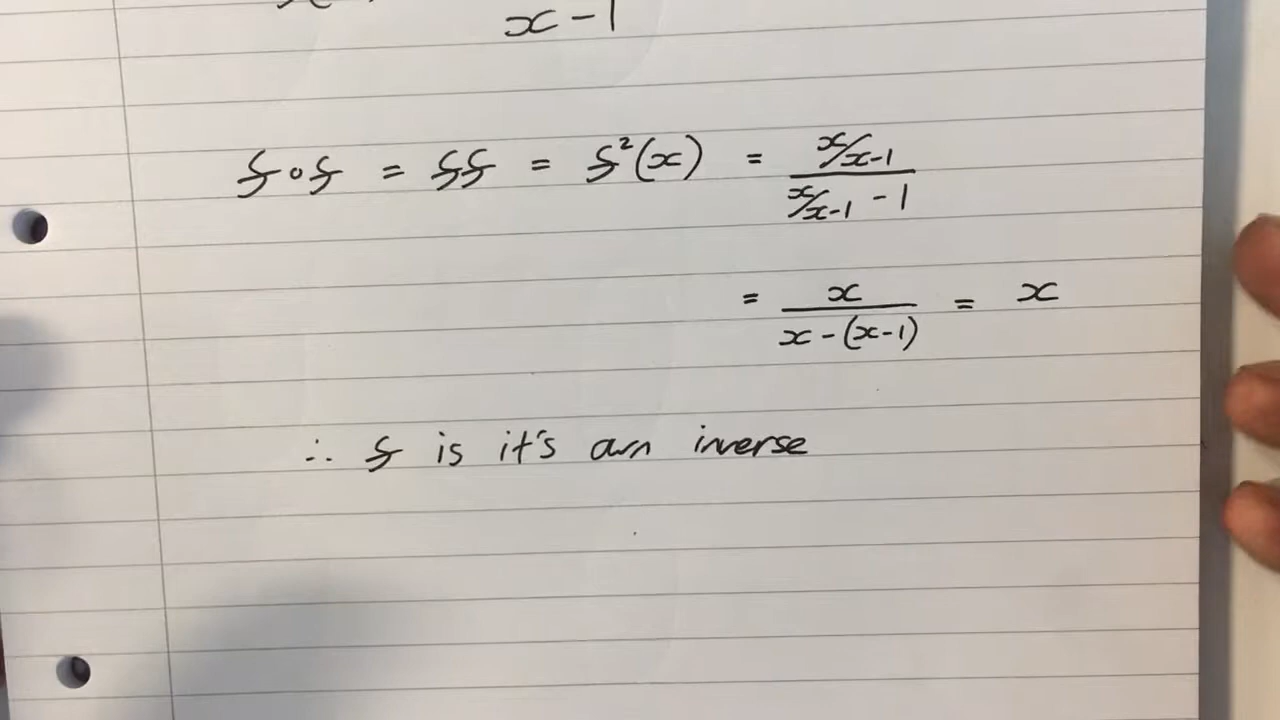 x - 1
f∘f = ff = f²(x) = (x/x-1)/(x/x-1 - 1)
= x/(x-(x-1)) = x
∴ f is it's own inverse